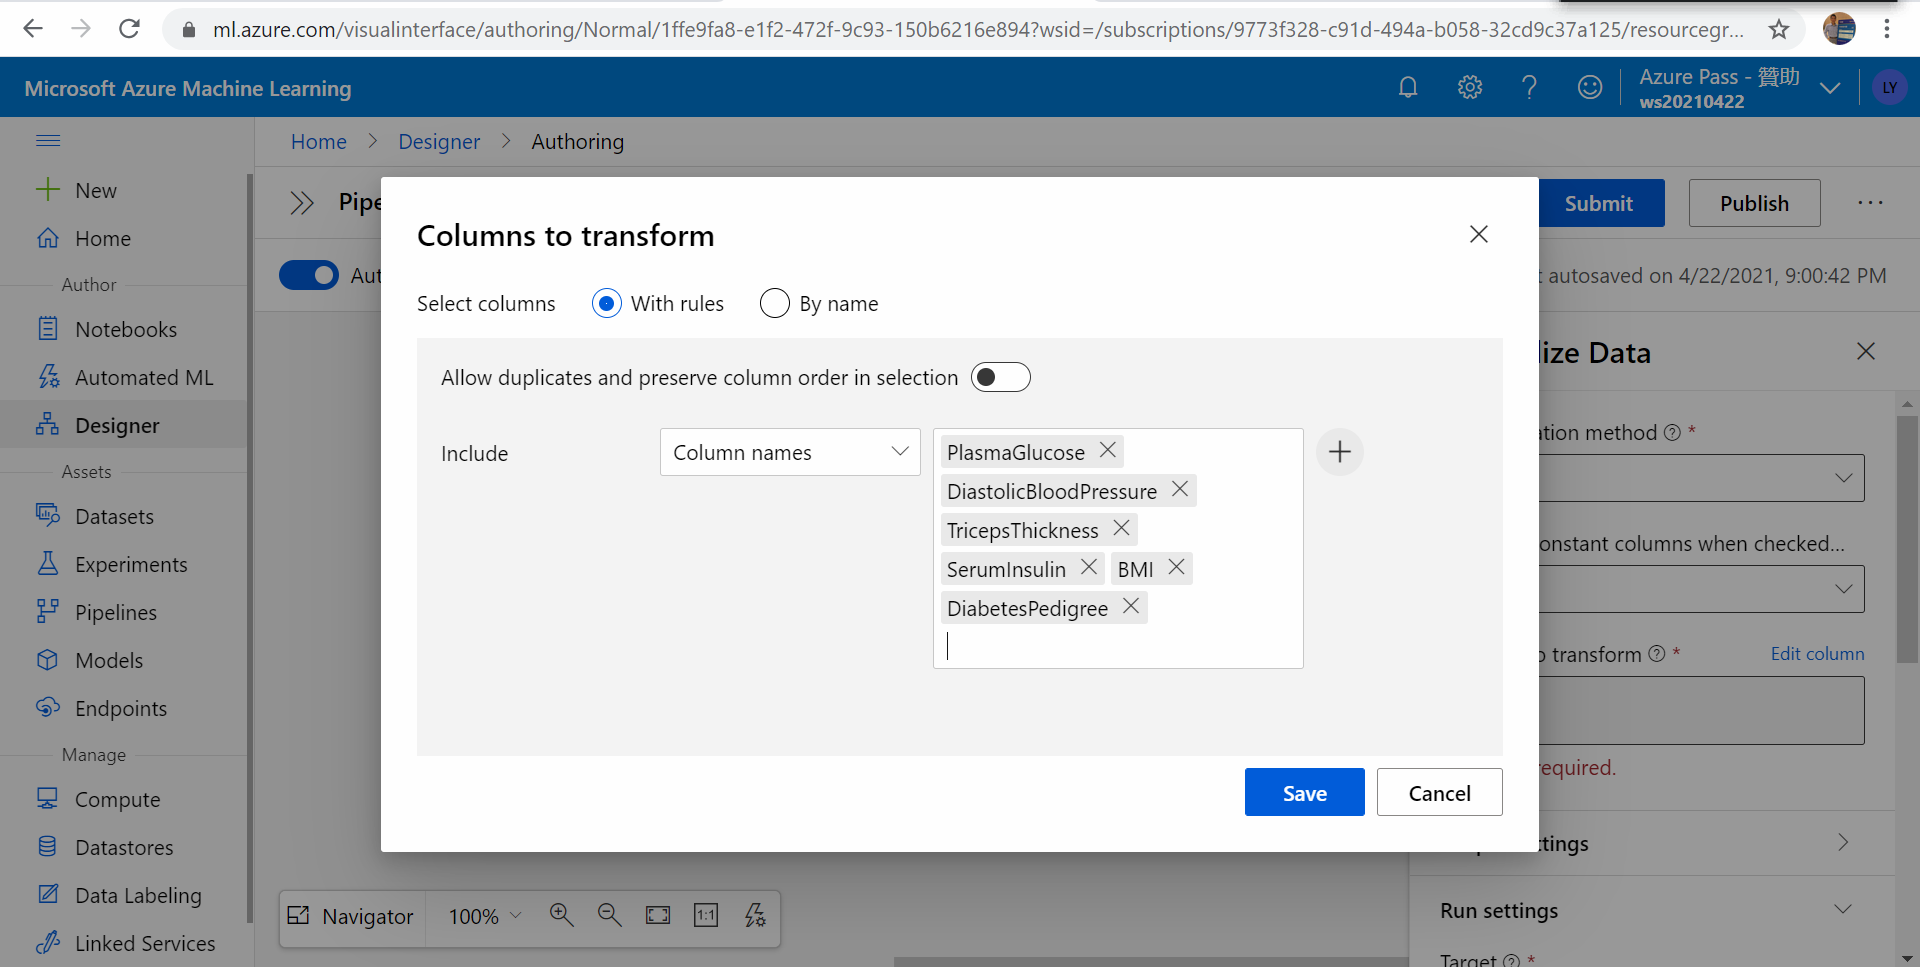 ml.azure.com/visualinterface/authoring/Normal/1ffe9fa8-e1f2-472f-9c93-150b6216e894?wsid=/subscriptions/9773f328-c91d-494a-b058-32cd9c37a125/resourcegr...
Microsoft Azure Machine Learning
Azure Pass - 贊助
ws20210422
LY
Home > Designer > Authoring
New
Home
Author
Notebooks
Automated ML
Designer
Assets
Datasets
Experiments
Pipelines
Models
Endpoints
Manage
Compute
Datastores
Data Labeling
Linked Services
Pipe
Submit
Publish
Aut
t autosaved on 4/22/2021, 9:00:42 PM
Columns to transform
Select columns
With rules
By name
Allow duplicates and preserve column order in selection
Include
Column names
PlasmaGlucose
DiastolicBloodPressure
TricepsThickness
SerumInsulin BMI
DiabetesPedigree
Save
Cancel
ize Data
ation method *
onstant columns when checked...
o transform * Edit column
equired.
ttings
Run settings
Target *
Navigator
100%
1:1